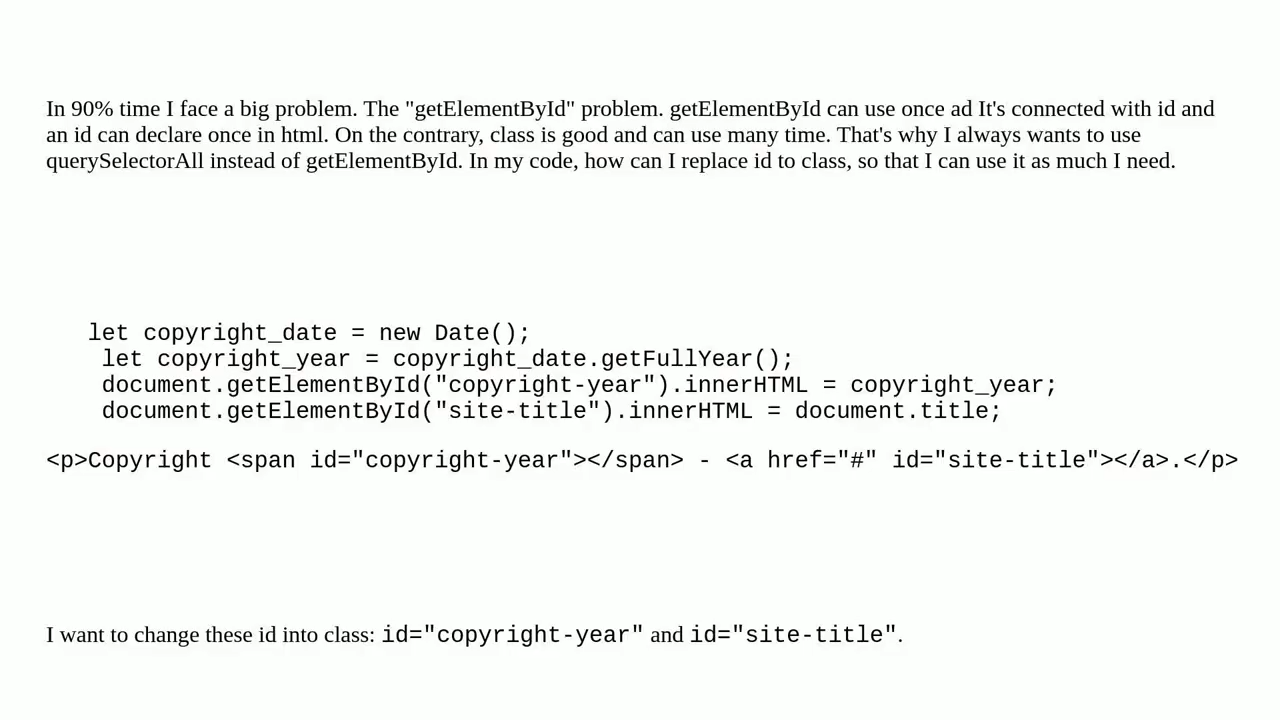 In 90% time I face a big problem. The "getElementById" problem. getElementById can use once ad It's connected with id and
an id can declare once in html. On the contrary, class is good and can use many time. That's why I always wants to use
querySelectorAll instead of getElementById. In my code, how can I replace id to class, so that I can use it as much I need.
let copyright_date = new Date();
let copyright_year = copyright_date.getFullYear();
document.getElementById("copyright-year").innerHTML = copyright_year;
document.getElementById("site-title").innerHTML = document.title;
<p>Copyright <span id="copyright-year"></span> - <a href="#" id="site-title"></a>.</p>
I want to change these id into class: id="copyright-year" and id="site-title".